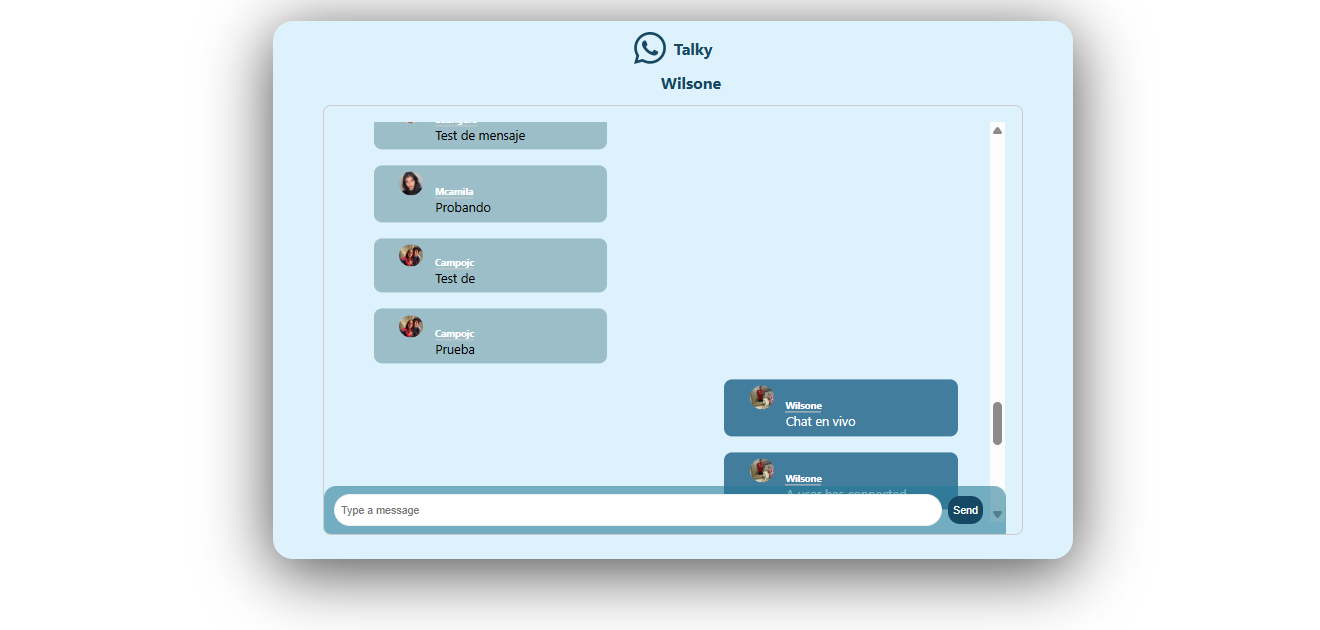 Talky
Wilsone
Test de mensaje
Mcamila
Probando
Campojc
Test de
Campojc
Prueba
Wilsone
Chat en vivo
Wilsone
A user has connected
Type a message
Send